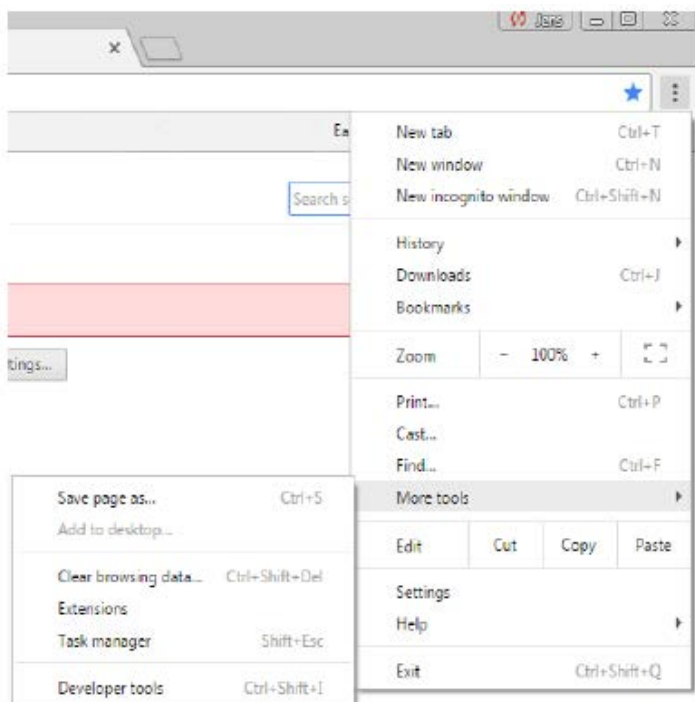 Jans
Ea
New tab Ctrl+T
New window Ctrl+N
New incognito window Ctrl+Shift+N
Search s
History
Downloads Ctrl+J
Bookmarks
Zoom - 100% +
tings...
Print... Ctrl+P
Cast...
Find... Ctrl+F
More tools
Edit Cut Copy Paste
Settings
Help
Exit Ctrl+Shift+Q
Save page as... Ctrl+S
Add to desktop...
Clear browsing data... Ctrl+Shift+Del
Extensions
Task manager Shift+Esc
Developer tools Ctrl+Shift+I